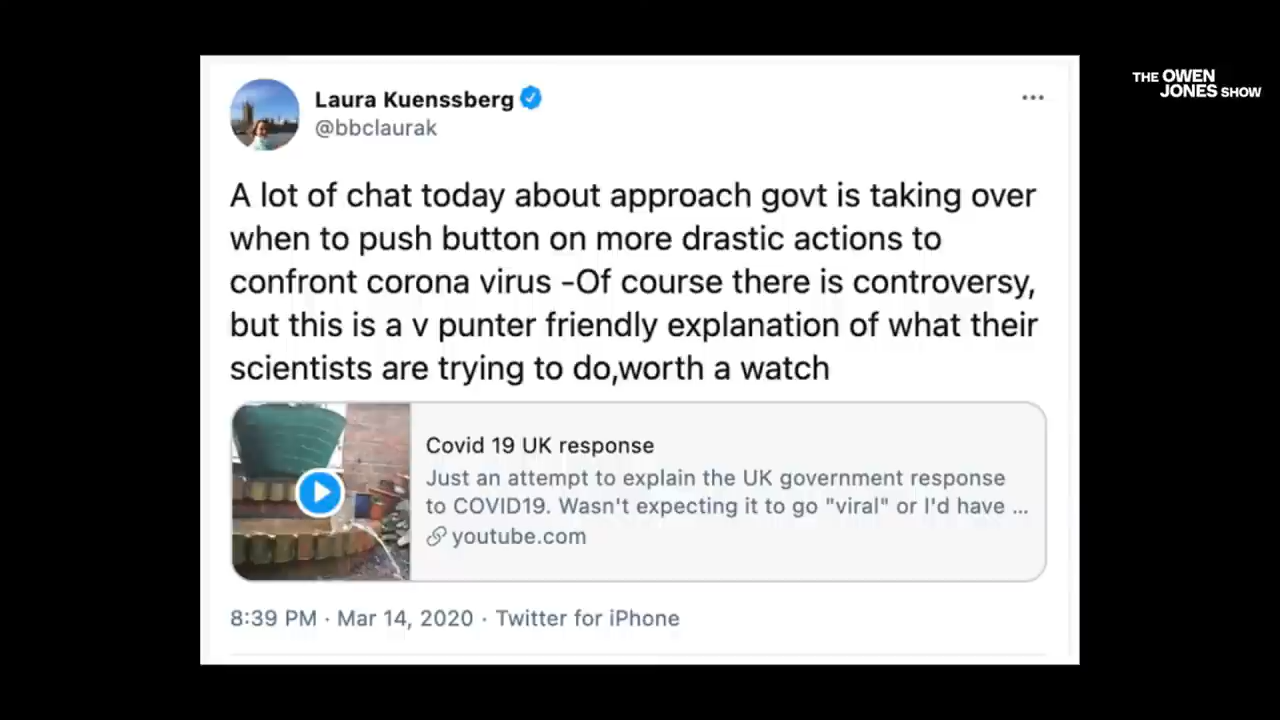 THE OWEN
JONES SHOW
Laura Kuenssberg
@bbclaurak
A lot of chat today about approach govt is taking over
when to push button on more drastic actions to
confront corona virus -Of course there is controversy,
but this is a v punter friendly explanation of what their
scientists are trying to do,worth a watch
Covid 19 UK response
Just an attempt to explain the UK government response
to COVID19. Wasn't expecting it to go "viral" or I'd have ...
youtube.com
8:39 PM · Mar 14, 2020 · Twitter for iPhone